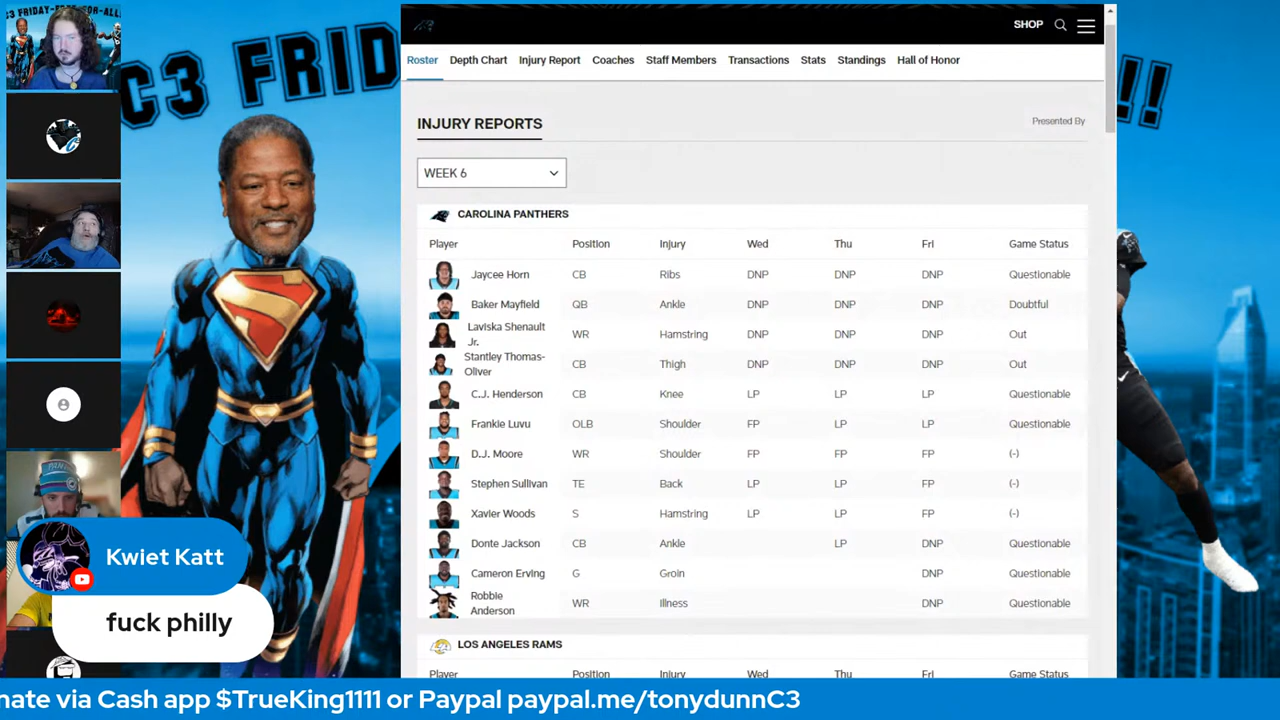 C3 FRIDAY-FREE-FOR-ALL!
C3 FRID
!!
SHOP
Roster Depth Chart Injury Report Coaches Staff Members Transactions Stats Standings Hall of Honor
INJURY REPORTS
Presented By
WEEK 6
CAROLINA PANTHERS
Player Position Injury Wed Thu Fri Game Status
Jaycee Horn CB Ribs DNP DNP DNP Questionable
Baker Mayfield QB Ankle DNP DNP DNP Doubtful
Laviska Shenault
Jr. WR Hamstring DNP DNP DNP Out
Stantley Thomas-
Oliver CB Thigh DNP DNP DNP Out
C.J. Henderson CB Knee LP LP LP Questionable
Frankie Luvu OLB Shoulder FP LP LP Questionable
D.J. Moore WR Shoulder FP FP FP (-)
Stephen Sullivan TE Back LP LP FP (-)
Xavier Woods S Hamstring LP LP FP (-)
Donte Jackson CB Ankle LP DNP Questionable
Cameron Erving G Groin DNP Questionable
Robbie
Anderson WR Illness DNP Questionable
LOS ANGELES RAMS
Player Position Injury Wed Thu Fri Game Status
Kwiet Katt
fuck philly
nate via Cash app $TrueKing1111 or Paypal paypal.me/tonydunnC3